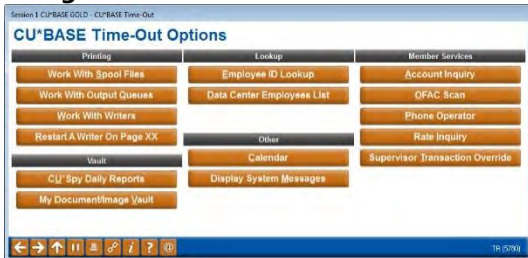 Session 1 CU*BASE GOLD - CU*BASE Time-Out
CU*BASE Time-Out Options
Printing
Work With Spool Files
Work With Output Queues
Work With Writers
Restart A Writer On Page XX
Vault
CU*Spy Daily Reports
My Document/Image Vault
Lookup
Employee ID Lookup
Data Center Employees List
Other
Calendar
Display System Messages
Member Services
Account Inquiry
OFAC Scan
Phone Operator
Rate Inquiry
Supervisor Transaction Override
TR (5780)